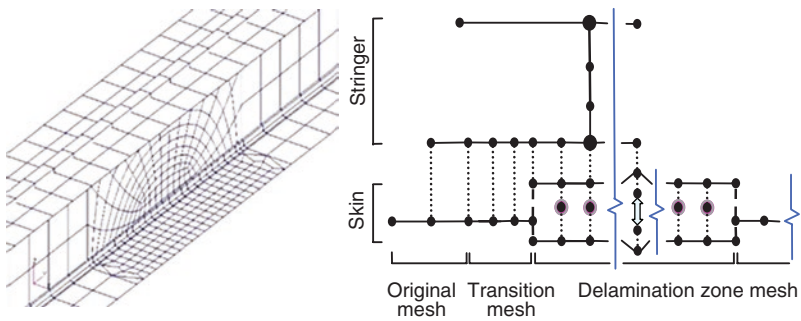 Stringer
Skin
Original
mesh
Transition
mesh
Delamination zone mesh